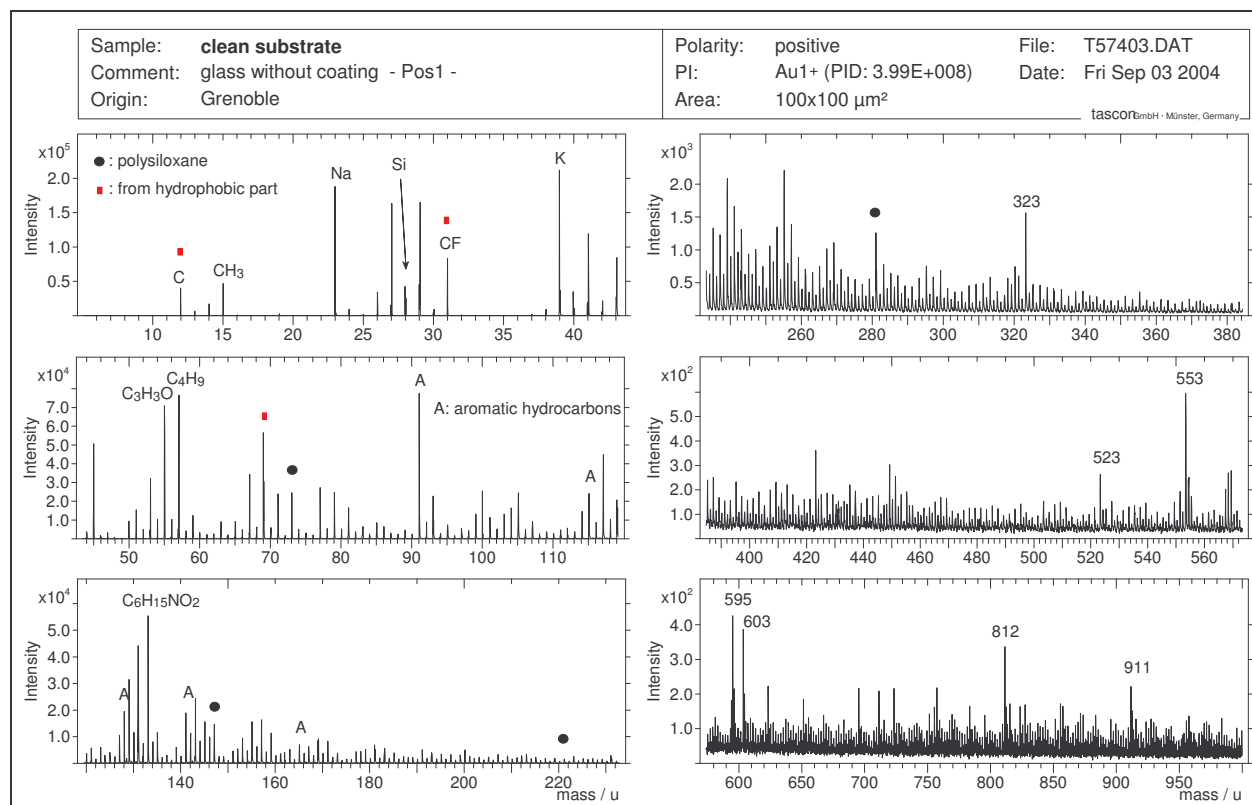 Sample: clean substrate
Comment: glass without coating - Pos1 -
Origin: Grenoble
Polarity: positive
PI: Au1+ (PID: 3.99E+008)
Area: 100x100 µm²
File: T57403.DAT
Date: Fri Sep 03 2004
tascon GmbH · Münster, Germany
x10⁵
Intensity
2.0
1.5
1.0
0.5
● : polysiloxane
■ : from hydrophobic part
C
CH₃
Na
Si
CF
K
10 15 20 25 30 35 40
x10³
Intensity
2.0
1.5
1.0
0.5
323
260 280 300 320 340 360 380
x10⁴
Intensity
7.0
6.0
5.0
4.0
3.0
2.0
1.0
C₃H₃O
C₄H₉
A
A: aromatic hydrocarbons
A
50 60 70 80 90 100 110
x10²
Intensity
6.0
5.0
4.0
3.0
2.0
1.0
523
553
400 420 440 460 480 500 520 540 560
x10⁴
Intensity
5.0
4.0
3.0
2.0
1.0
C₆H₁₅NO₂
A
A
A
140 160 180 200 220
mass / u
x10²
Intensity
4.0
3.0
2.0
1.0
595
603
812
911
600 650 700 750 800 850 900 950
mass / u